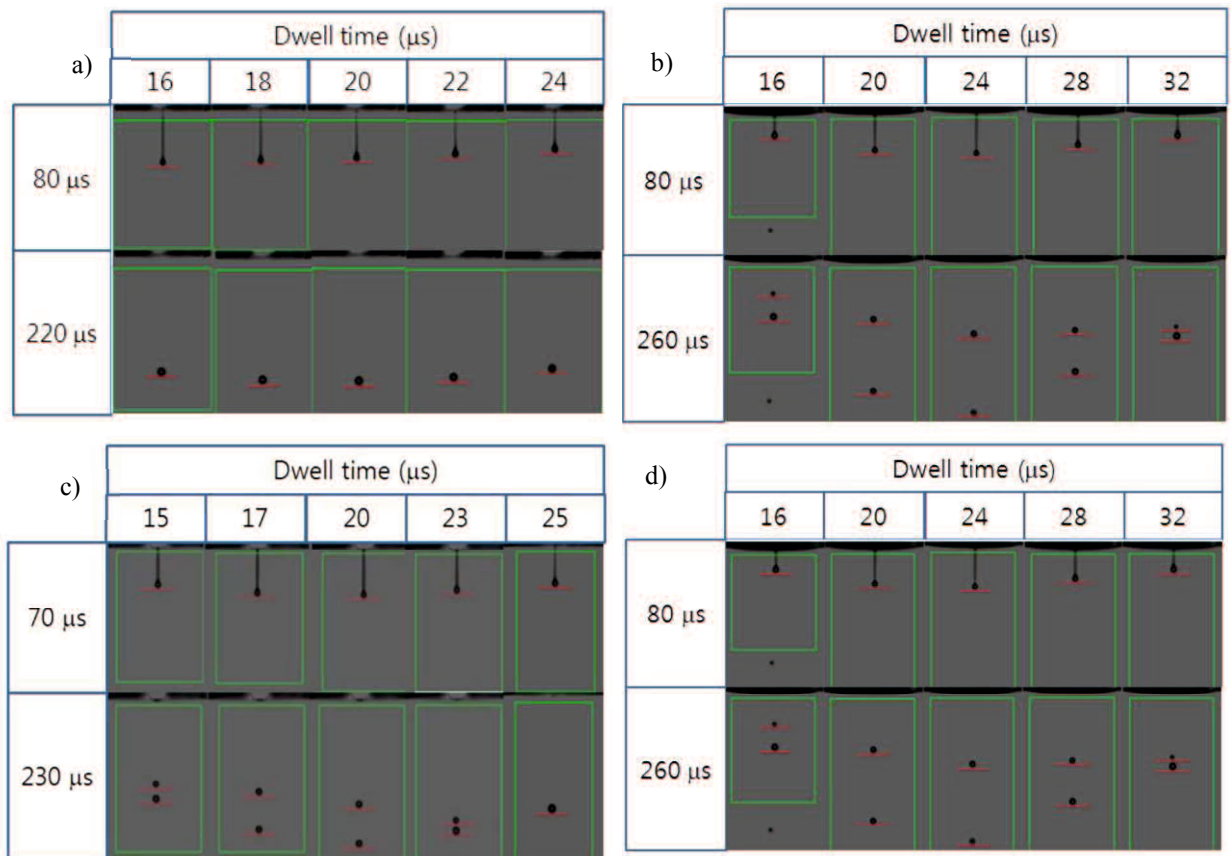 a)
Dwell time (μs)
16 18 20 22 24
80 μs
220 μs
b)
Dwell time (μs)
16 20 24 28 32
80 μs
260 μs
c)
Dwell time (μs)
15 17 20 23 25
70 μs
230 μs
d)
Dwell time (μs)
16 20 24 28 32
80 μs
260 μs